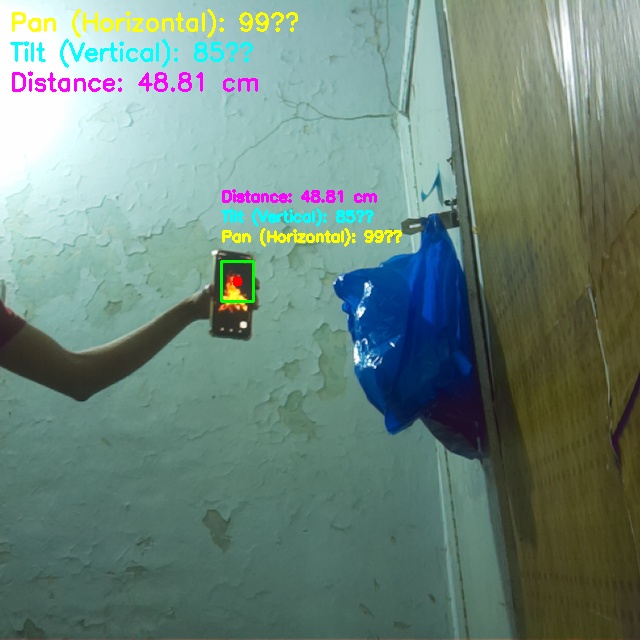 Pan (Horizontal): 99??
Tilt (Vertical): 85??
Distance: 48.81 cm
Distance: 48.81 cm
Tilt (Vertical): 85??
Pan (Horizontal): 99??